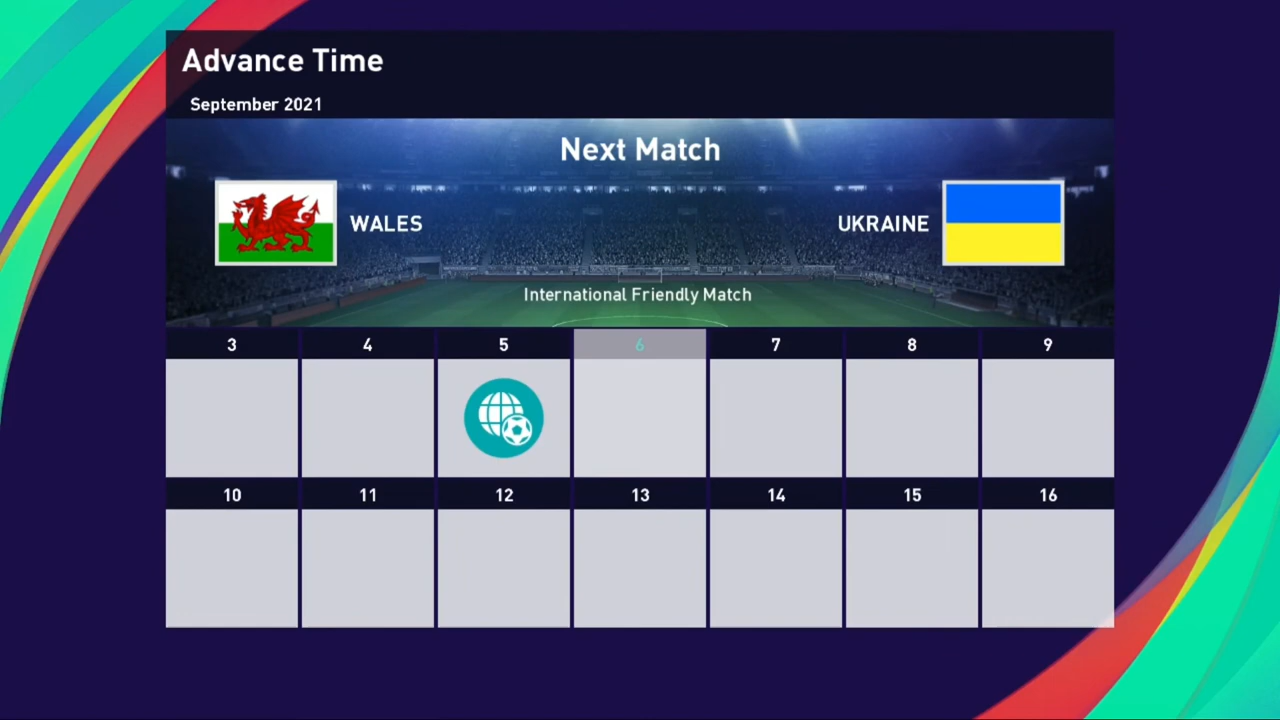 Advance Time
September 2021
Next Match
WALES
UKRAINE
International Friendly Match
3 4 5 6 7 8 9
10 11 12 13 14 15 16